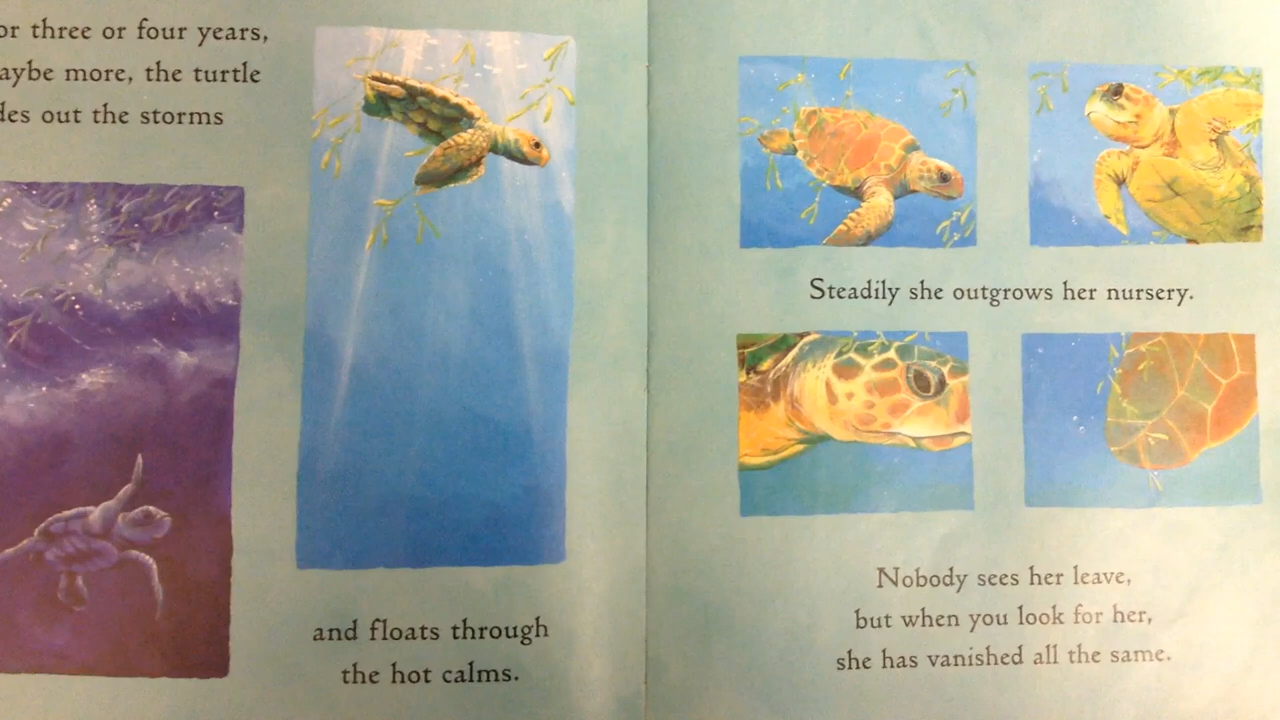 or three or four years,
aybe more, the turtle
des out the storms
and floats through
the hot calms.
Steadily she outgrows her nursery.
Nobody sees her leave,
but when you look for her,
she has vanished all the same.